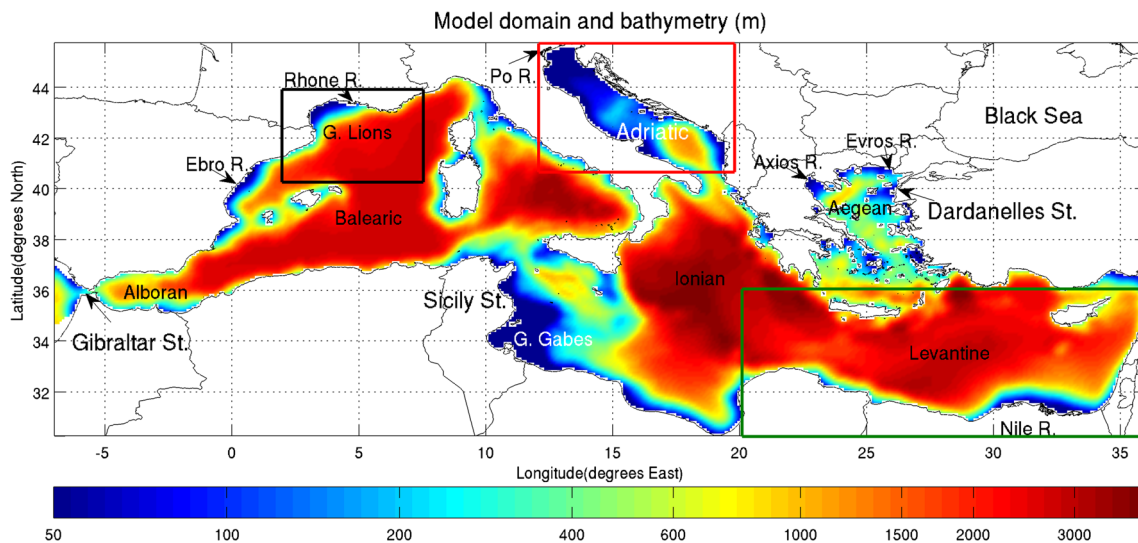 Model domain and bathymetry (m)
44
42
40
38
36
34
32
Latitude(degrees North)
Rhone R.
Po R.
G. Lions
Adriatic
Black Sea
Ebro R.
Axios R.
Evros R.
Balearic
Aegean
Dardanelles St.
Alboran
Sicily St.
Ionian
Gibraltar St.
G. Gabes
Levantine
Nile R.
-5 0 5 10 15 20 25 30 35
Longitude(degrees East)
50 100 200 400 600 1000 1500 2000 3000